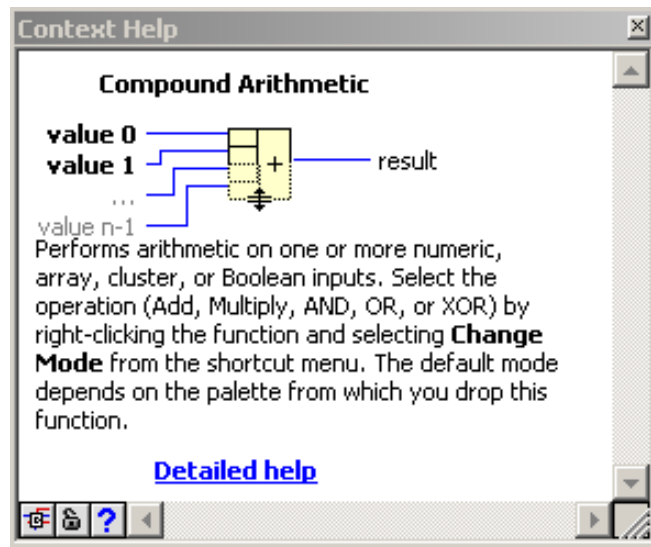 Context Help
Compound Arithmetic
value 0
value 1
...
value n-1
+
result
Performs arithmetic on one or more numeric,
array, cluster, or Boolean inputs. Select the
operation (Add, Multiply, AND, OR, or XOR) by
right-clicking the function and selecting Change
Mode from the shortcut menu. The default mode
depends on the palette from which you drop this
function.
Detailed help
?